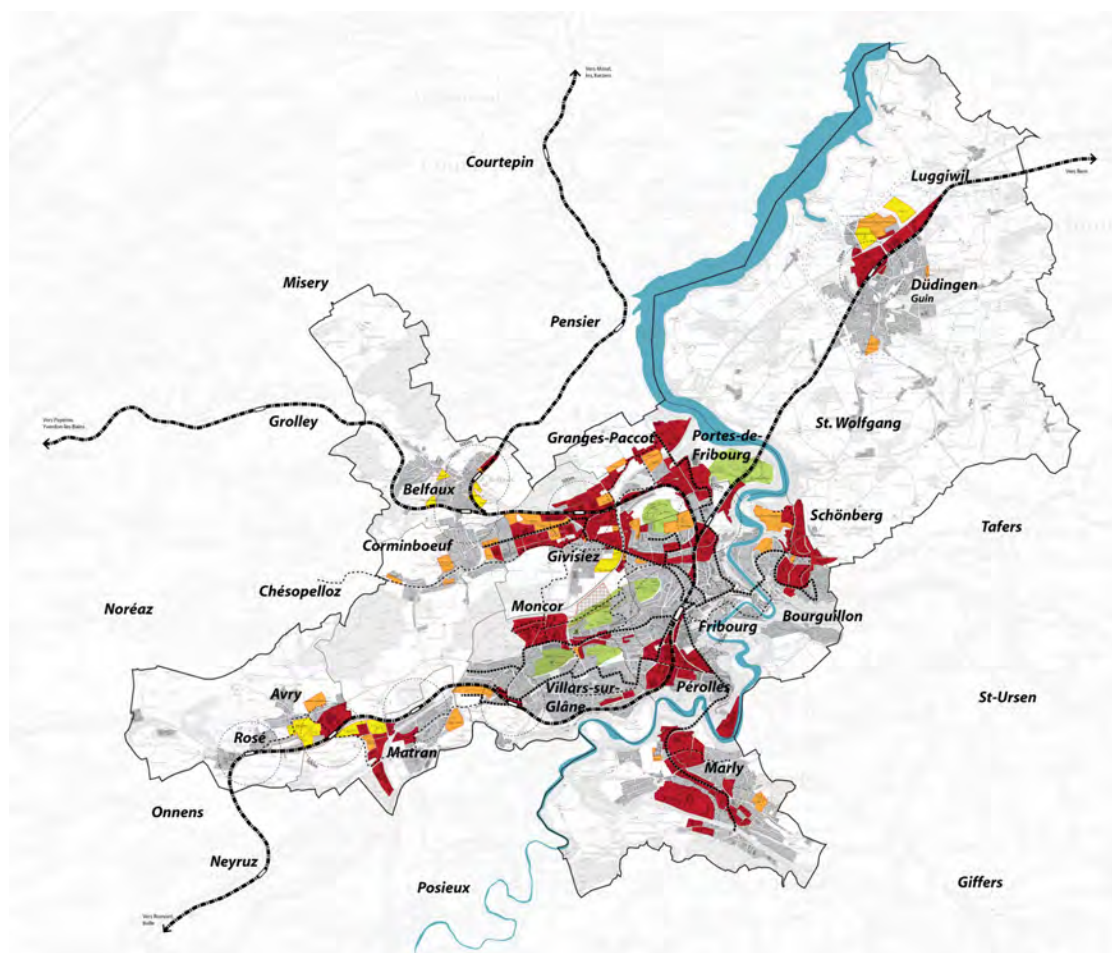 Vers Bern
Courtepin
Luggiwil
Misery
Düdingen
Guin
Pensier
Grolley
St. Wolfgang
Granges-Paccot
Portes-de-
Fribourg
Belfaux
Schönberg
Tafers
Corminboeuf
Givisiez
Chésopelloz
Noréaz
Moncor
Fribourg
Bourguillon
Avry
Villars-sur-
Glâne
Pérolles
St-Ursen
Rosé
Matran
Marly
Onnens
Neyruz
Posieux
Giffers